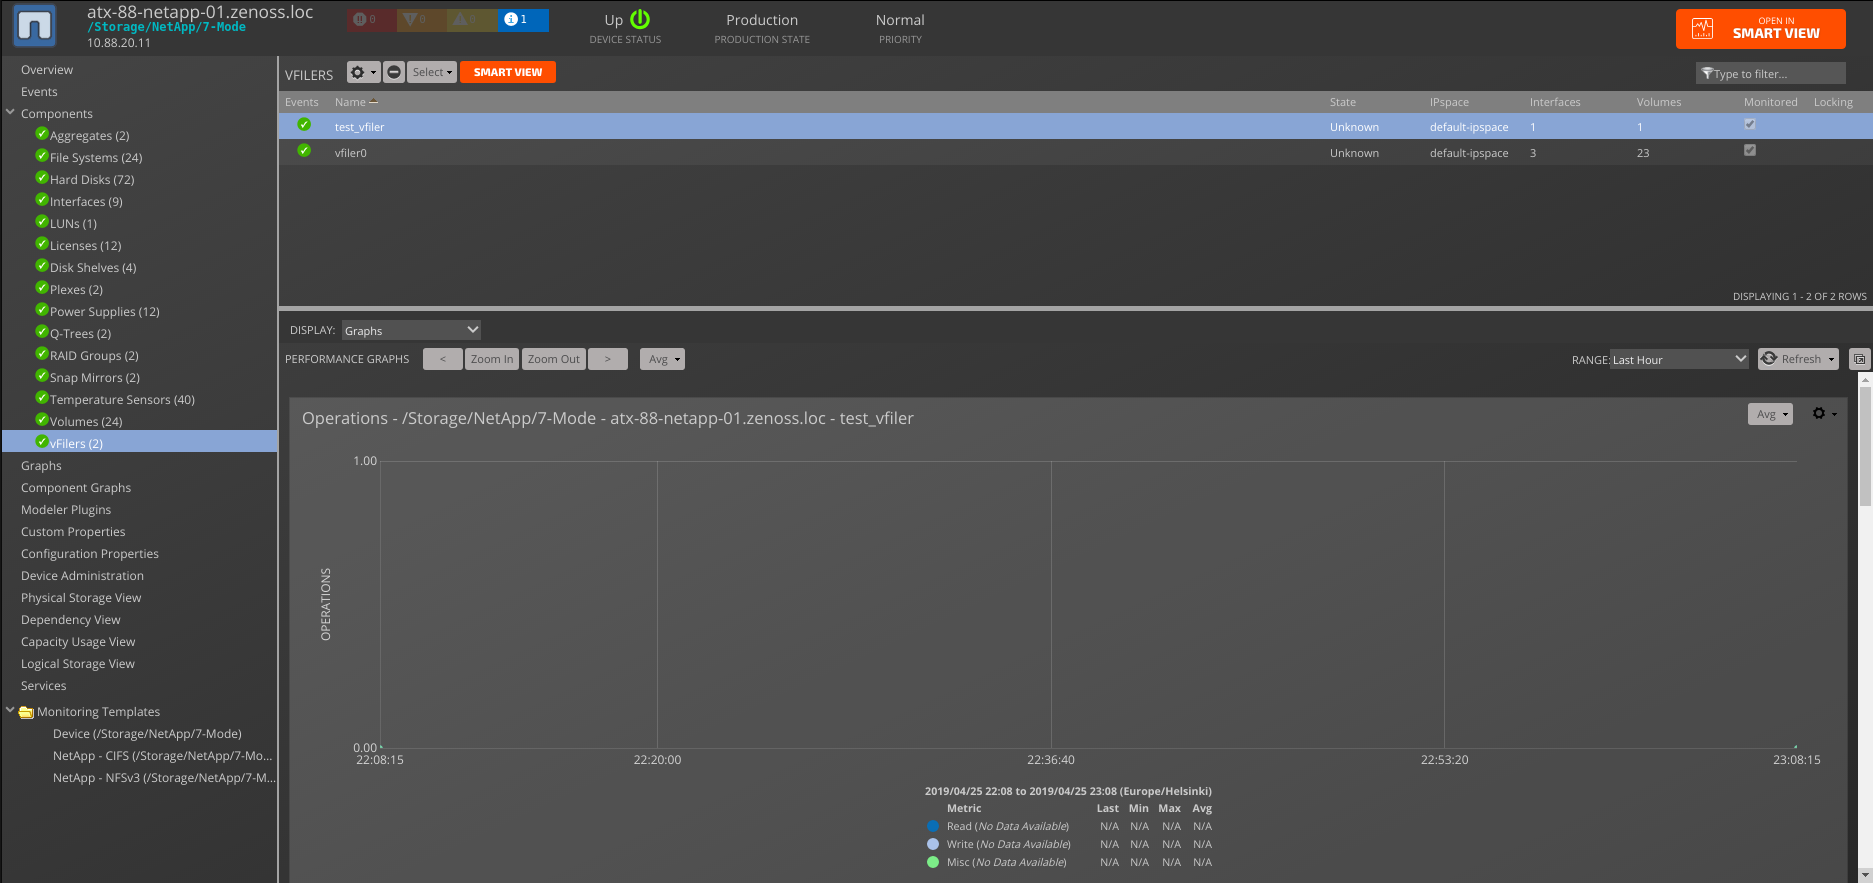 atx-88-netapp-01.zenoss.loc
/Storage/NetApp/7-Mode
10.88.20.11
0 0 0 1
Up
DEVICE STATUS
Production
PRODUCTION STATE
Normal
PRIORITY
OPEN IN
SMART VIEW
Overview
Events
Components
Aggregates (2)
File Systems (24)
Hard Disks (72)
Interfaces (9)
LUNs (1)
Licenses (12)
Disk Shelves (4)
Plexes (2)
Power Supplies (12)
Q-Trees (2)
RAID Groups (2)
Snap Mirrors (2)
Temperature Sensors (40)
Volumes (24)
vFilers (2)
Graphs
Component Graphs
Modeler Plugins
Custom Properties
Configuration Properties
Device Administration
Physical Storage View
Dependency View
Capacity Usage View
Logical Storage View
Services
Monitoring Templates
Device (/Storage/NetApp/7-Mode)
NetApp - CIFS (/Storage/NetApp/7-Mo...
NetApp - NFSv3 (/Storage/NetApp/7-M...
VFILERS Select SMART VIEW Type to filter...
Events Name State IPspace Interfaces Volumes Monitored Locking
test_vfiler Unknown default-ipspace 1 1
vfiler0 Unknown default-ipspace 3 23
DISPLAYING 1 - 2 OF 2 ROWS
DISPLAY: Graphs
PERFORMANCE GRAPHS < Zoom In Zoom Out > Avg RANGE: Last Hour Refresh
Operations - /Storage/NetApp/7-Mode - atx-88-netapp-01.zenoss.loc - test_vfiler Avg
1.00
OPERATIONS
0.00
22:08:15 22:20:00 22:36:40 22:53:20 23:08:15
2019/04/25 22:08 to 2019/04/25 23:08 (Europe/Helsinki)
Metric Last Min Max Avg
Read (No Data Available) N/A N/A N/A N/A
Write (No Data Available) N/A N/A N/A N/A
Misc (No Data Available) N/A N/A N/A N/A